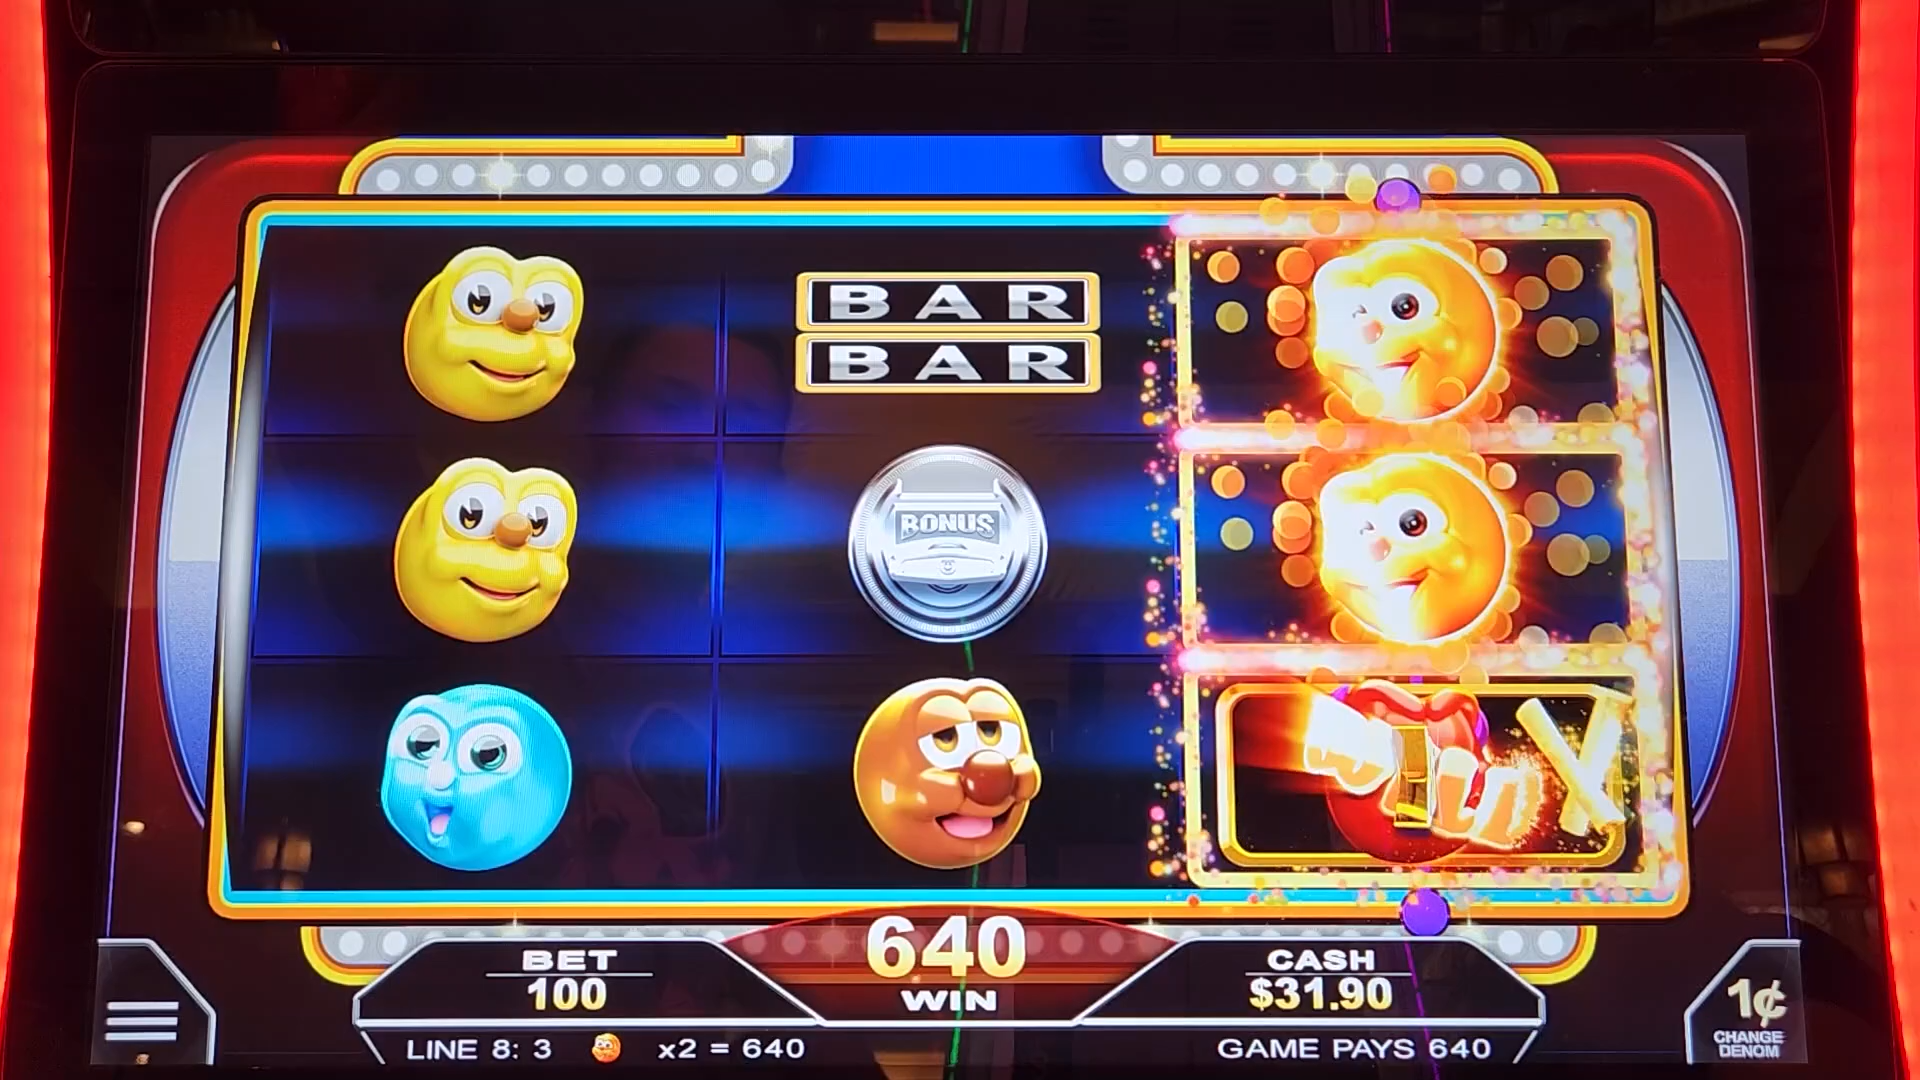 BAR
BAR
BONUS
X
640
WIN
BET
100
CASH
$31.90
1¢
CHANGE
DENOM
LINE 8: 3 x2 = 640
GAME PAYS 640